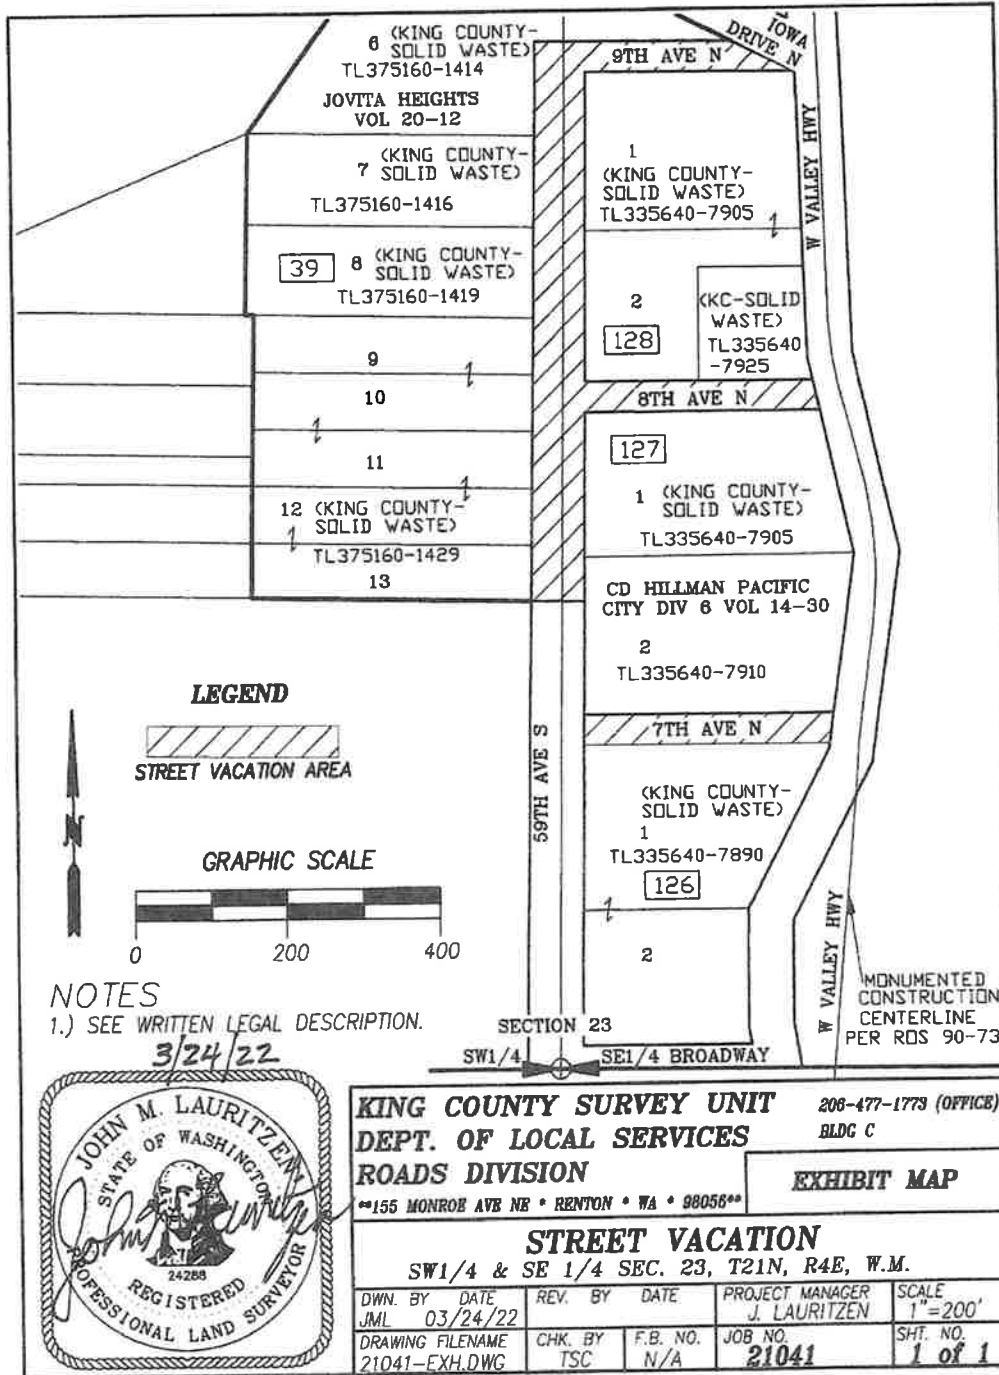 6 (KING COUNTY-
SOLID WASTE)
TL375160-1414
JOVITA HEIGHTS
VOL 20-12
7 (KING COUNTY-
SOLID WASTE)
TL375160-1416
39 8 (KING COUNTY-
SOLID WASTE)
TL375160-1419
9
10
11
12 (KING COUNTY-
SOLID WASTE)
TL375160-1429
13
IOWA
DRIVE N
9TH AVE N
W VALLEY HWY
1
(KING COUNTY-
SOLID WASTE)
TL335640-7905
2
128
(KC-SOLID
WASTE)
TL335640
-7925
8TH AVE N
127
1 (KING COUNTY-
SOLID WASTE)
TL335640-7905
CD HILLMAN PACIFIC
CITY DIV 6 VOL 14-30
2
TL335640-7910
7TH AVE N
59TH AVE S
(KING COUNTY-
SOLID WASTE)
1
TL335640-7890
126
2
W VALLEY HWY
MONUMENTED
CONSTRUCTION
CENTERLINE
PER ROS 90-73
LEGEND
STREET VACATION AREA
N
GRAPHIC SCALE
0 200 400
NOTES
1.) SEE WRITTEN LEGAL DESCRIPTION.
SECTION 23
SW1/4 SE1/4 BROADWAY
3/24/22
JOHN M. LAURITZEN
STATE OF WASHINGTON
24288
REGISTERED
PROFESSIONAL LAND SURVEYOR
KING COUNTY SURVEY UNIT 206-477-1773 (OFFICE)
DEPT. OF LOCAL SERVICES BLDG C
ROADS DIVISION
**155 MONROE AVE NE * RENTON * WA * 98056**
EXHIBIT MAP
STREET VACATION
SW1/4 & SE 1/4 SEC. 23, T21N, R4E, W.M.
DWN. BY DATE REV. BY DATE PROJECT MANAGER SCALE
JML 03/24/22 J. LAURITZEN 1"=200'
DRAWING FILENAME CHK. BY F.B. NO. JOB NO. SHT. NO.
21041-EXH.DWG TSC N/A 21041 1 of 1